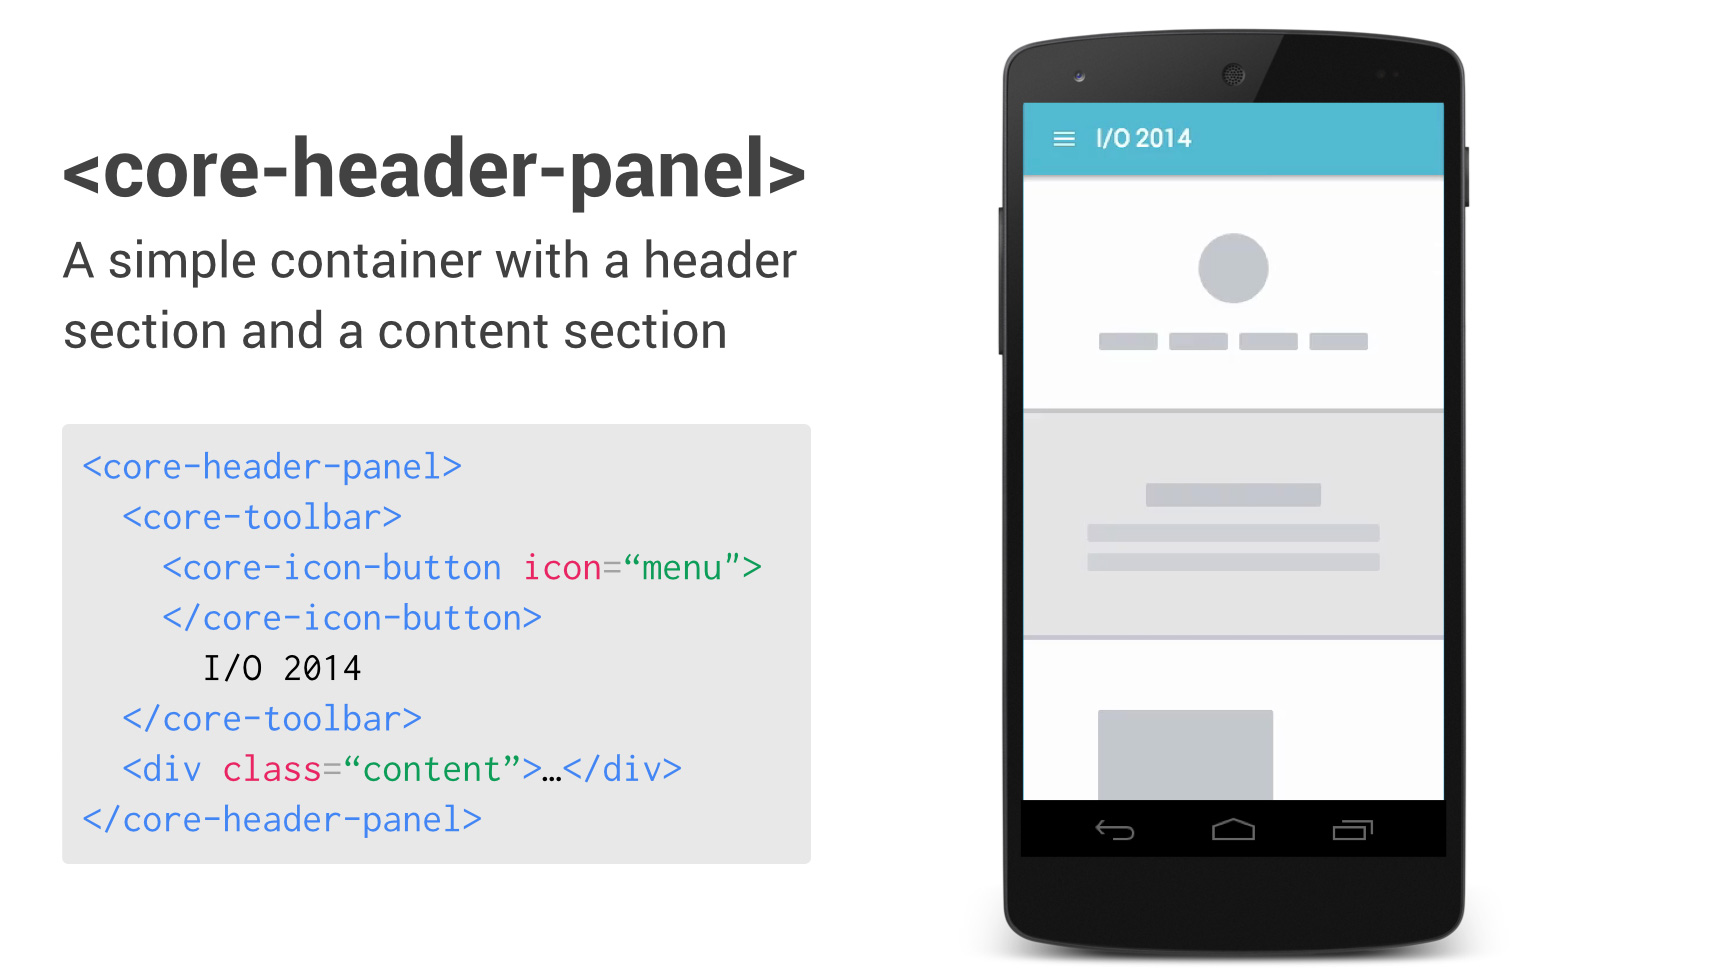 <core-header-panel>
A simple container with a header
section and a content section
<core-header-panel>
<core-toolbar>
<core-icon-button icon=“menu">
</core-icon-button>
I/O 2014
</core-toolbar>
<div class=“content”>…</div>
</core-header-panel>
I/O 2014